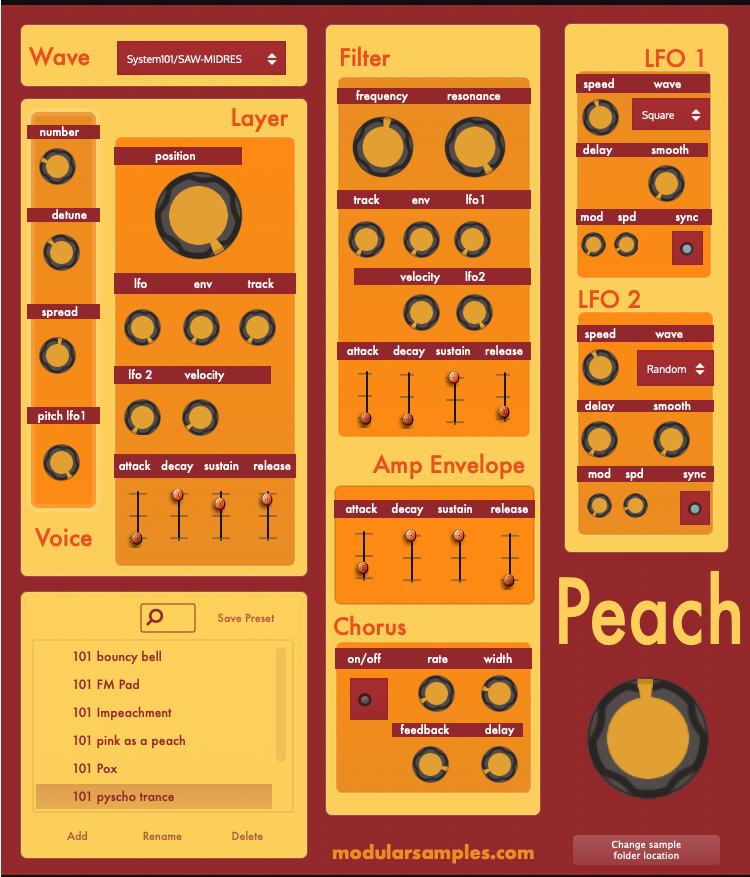 Wave
System101/SAW-MIDRES
Layer
number
position
detune
spread
lfo env track
pitch lfo1
lfo 2 velocity
attack decay sustain release
Voice
Save Preset
101 bouncy bell
101 FM Pad
101 Impeachment
101 pink as a peach
101 Pox
101 pyscho trance
Add Rename Delete
Filter
frequency resonance
track env lfo1
velocity lfo2
attack decay sustain release
Amp Envelope
attack decay sustain release
Chorus
on/off rate width
feedback delay
modularsamples.com
LFO 1
speed wave
Square
delay smooth
mod spd sync
LFO 2
speed wave
Random
delay smooth
mod spd sync
Peach
Change sample
folder location